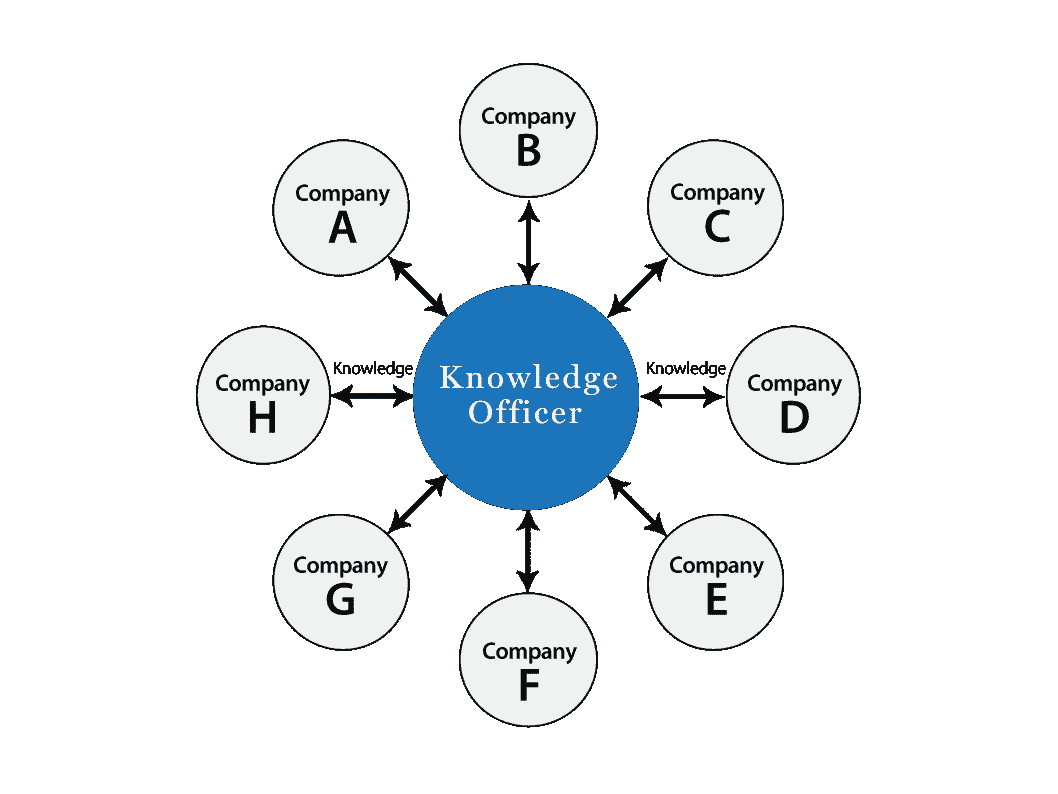 Company
B
Company
A
Company
C
Knowledge
Knowledge
Company
H
Knowledge
Officer
Company
D
Company
G
Company
E
Company
F